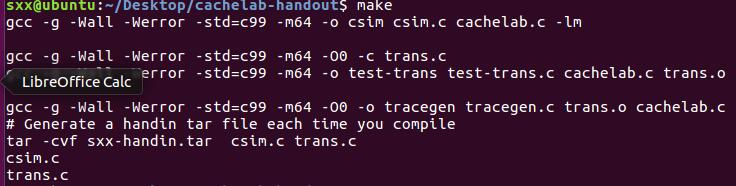 sxx@ubuntu:~/Desktop/cachelab-handout$ make
gcc -g -Wall -Werror -std=c99 -m64 -o csim csim.c cachelab.c -lm
gcc -g -Wall -Werror -std=c99 -m64 -O0 -c trans.c
gcc -g -Wall -Werror -std=c99 -m64 -o test-trans test-trans.c cachelab.c trans.o
LibreOffice Calc
gcc -g -Wall -Werror -std=c99 -m64 -O0 -o tracegen tracegen.c trans.o cachelab.c
# Generate a handin tar file each time you compile
tar -cvf sxx-handin.tar  csim.c trans.c
csim.c
trans.c